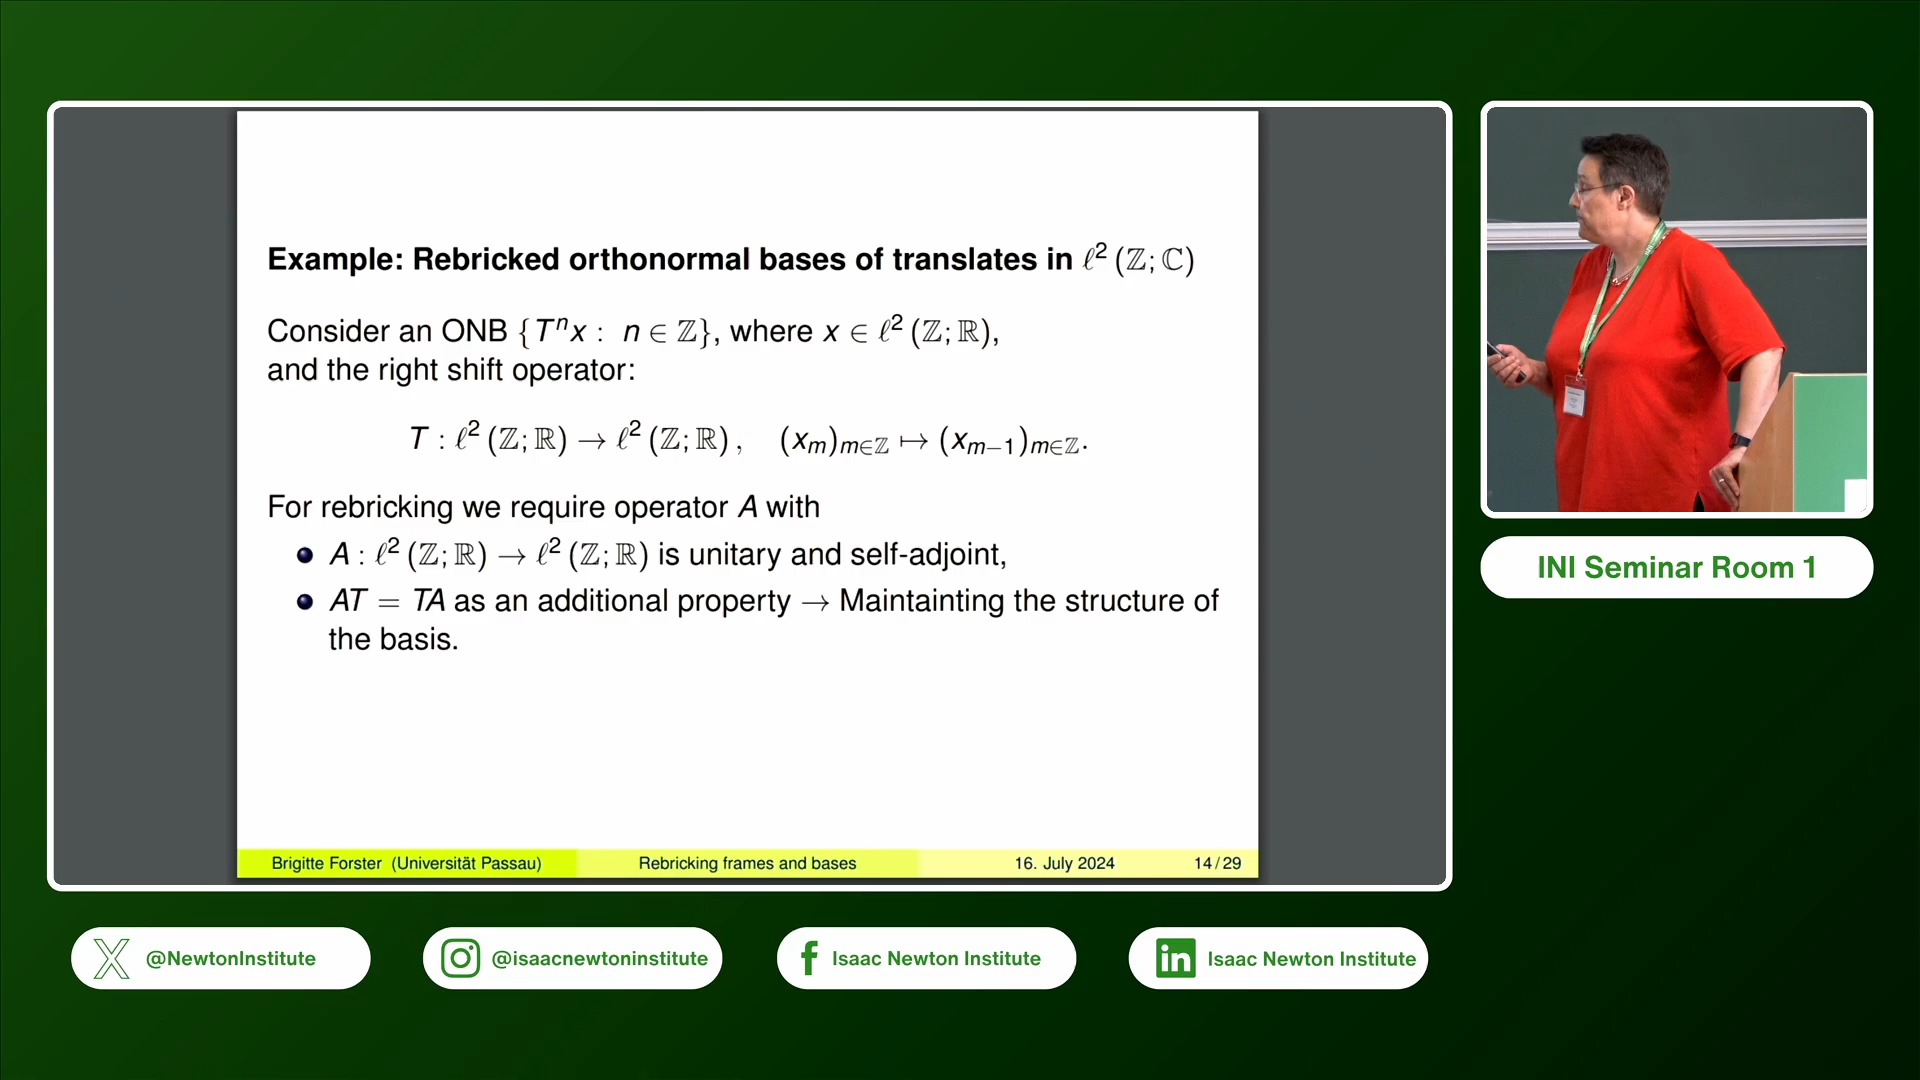 Example: Rebricked orthonormal bases of translates in ℓ² (ℤ; ℂ)
Consider an ONB {Tⁿx : n ∈ ℤ}, where x ∈ ℓ² (ℤ; ℝ),
and the right shift operator:
T : ℓ² (ℤ; ℝ) → ℓ² (ℤ; ℝ) , (xₘ)ₘ∈ℤ ↦ (xₘ₋₁)ₘ∈ℤ.
For rebricking we require operator A with
A : ℓ² (ℤ; ℝ) → ℓ² (ℤ; ℝ) is unitary and self-adjoint,
AT = TA as an additional property → Maintainting the structure of
the basis.
Brigitte Forster (Universität Passau) Rebricking frames and bases 16. July 2024 14/29
INI Seminar Room 1
@NewtonInstitute
@isaacnewtoninstitute
Isaac Newton Institute
Isaac Newton Institute